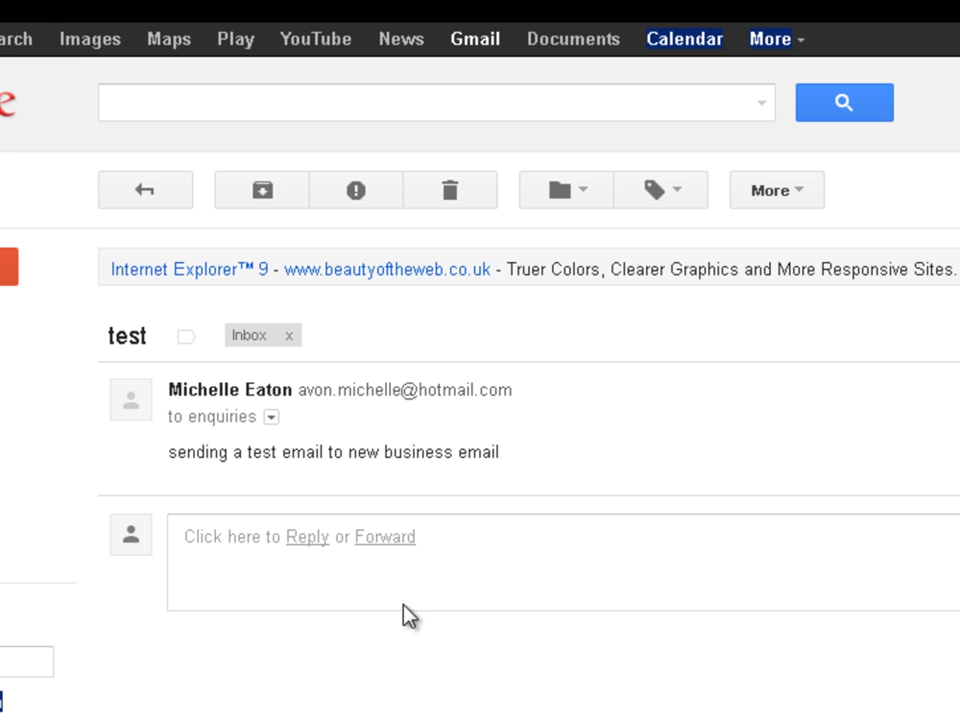 arch Images Maps Play YouTube News Gmail Documents Calendar More
e
More
Internet Explorer™ 9 - www.beautyoftheweb.co.uk - Truer Colors, Clearer Graphics and More Responsive Sites.
test Inbox x
Michelle Eaton avon.michelle@hotmail.com
to enquiries
sending a test email to new business email
Click here to Reply or Forward